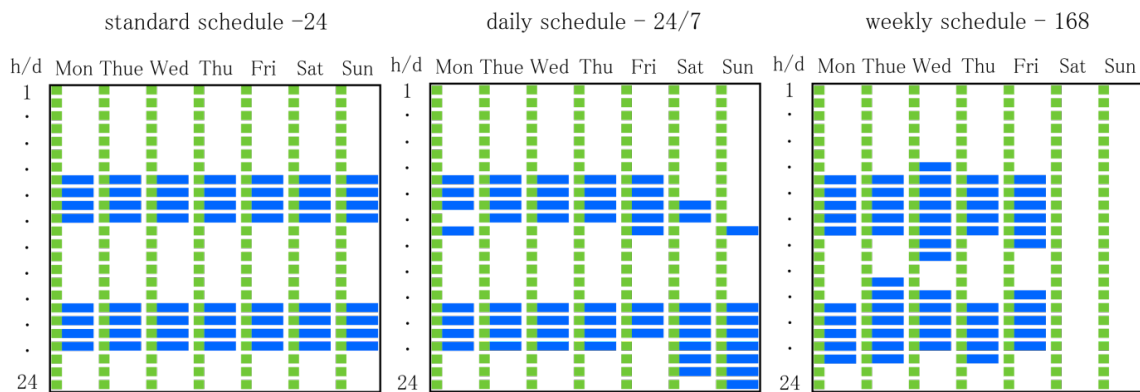 standard schedule –24
daily schedule – 24/7
weekly schedule – 168
h/d Mon Thue Wed Thu Fri Sat Sun
h/d Mon Thue Wed Thu Fri Sat Sun
h/d Mon Thue Wed Thu Fri Sat Sun
1
24
1
24
1
24